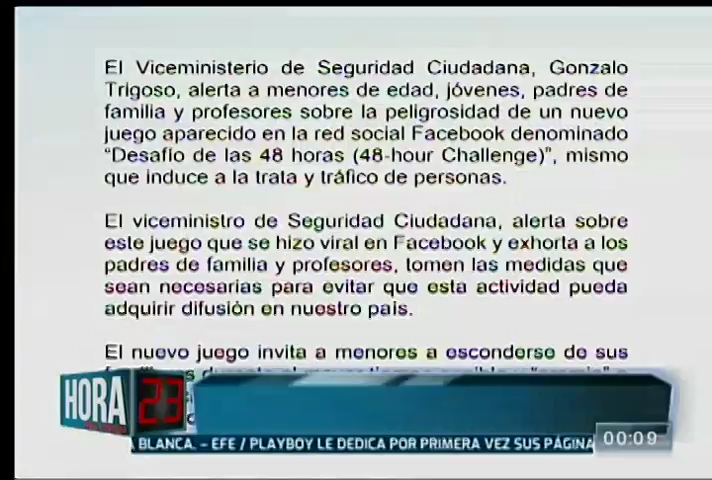 El Viceministerio de Seguridad Ciudadana, Gonzalo
Trigoso, alerta a menores de edad, jóvenes, padres de
familia y profesores sobre la peligrosidad de un nuevo
juego aparecido en la red social Facebook denominado
“Desafío de las 48 horas (48-hour Challenge)”, mismo
que induce a la trata y tráfico de personas.
El viceministro de Seguridad Ciudadana, alerta sobre
este juego que se hizo viral en Facebook y exhorta a los
padres de familia y profesores, tomen las medidas que
sean necesarias para evitar que esta actividad pueda
adquirir difusión en nuestro país.
El nuevo juego invita a menores a esconderse de sus
HORA 23
BLANCA. – EFE / PLAYBOY LE DEDICA POR PRIMERA VEZ SUS PÁGINA
00:09